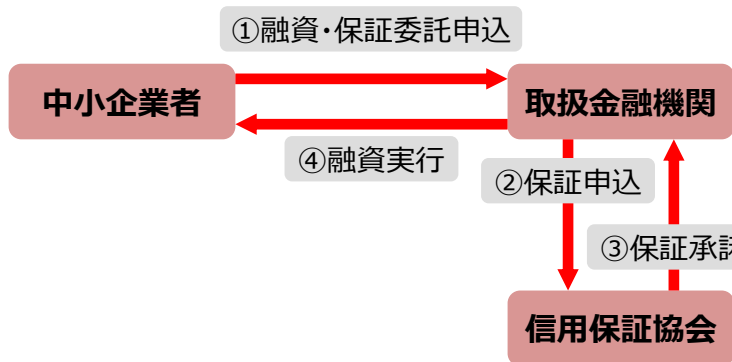 ①融資・保証委託申込
中小企業者
取扱金融機関
④融資実行
②保証申込
③保証承諾
信用保証協会